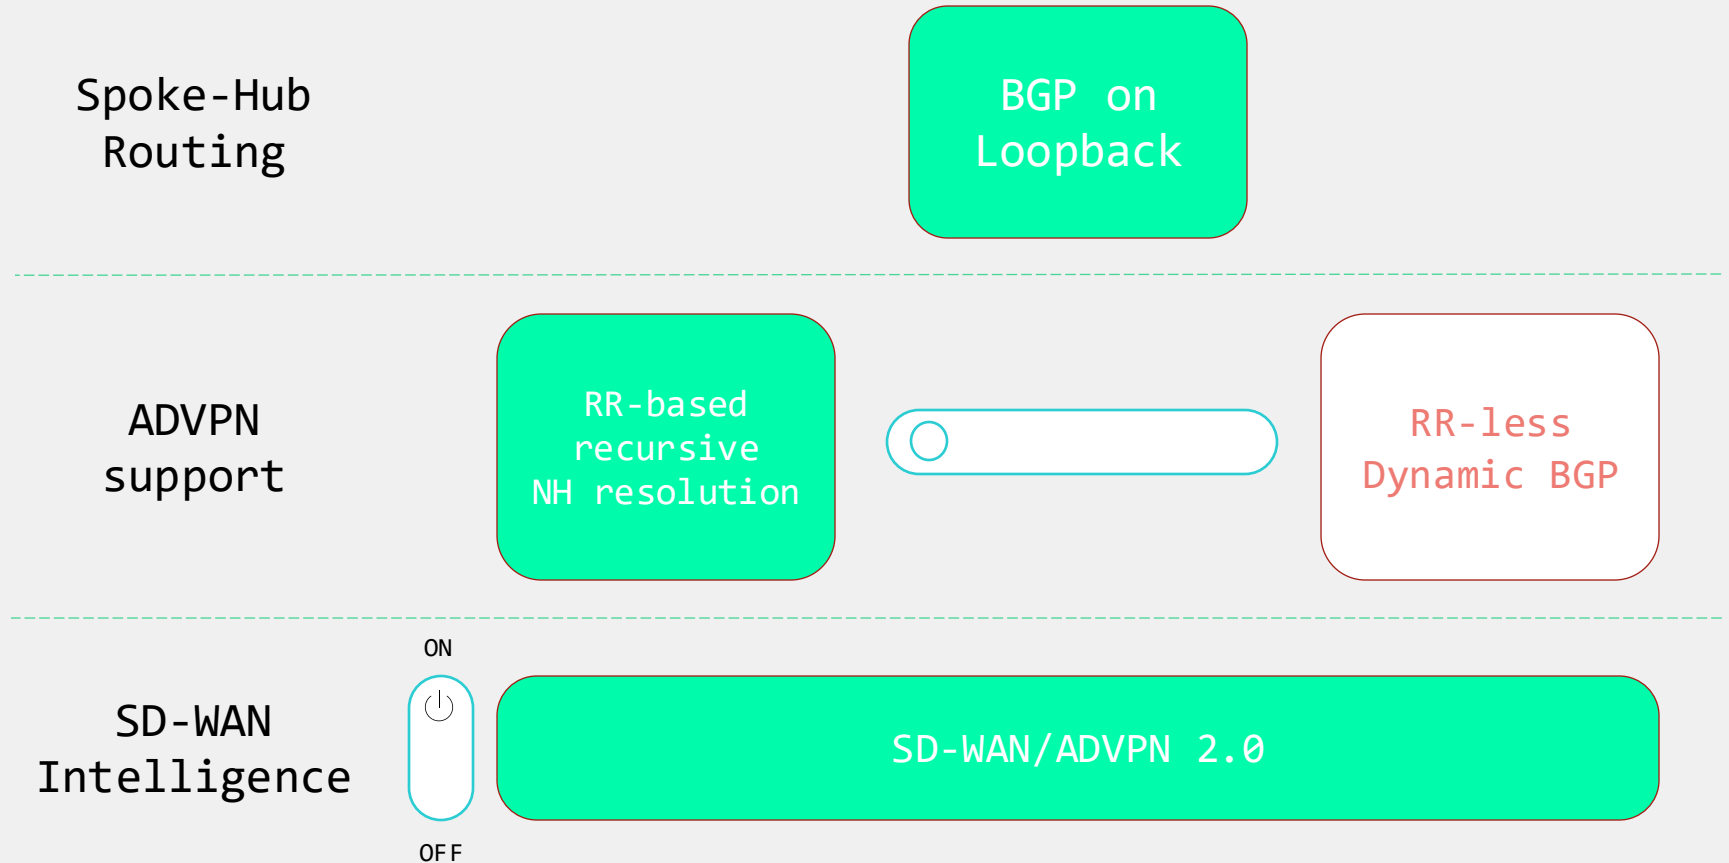 Spoke-Hub
Routing
BGP on
Loopback
ADVPN
support
RR-based
recursive
NH resolution
RR-less
Dynamic BGP
SD-WAN
Intelligence
ON
OFF
SD-WAN/ADVPN 2.0